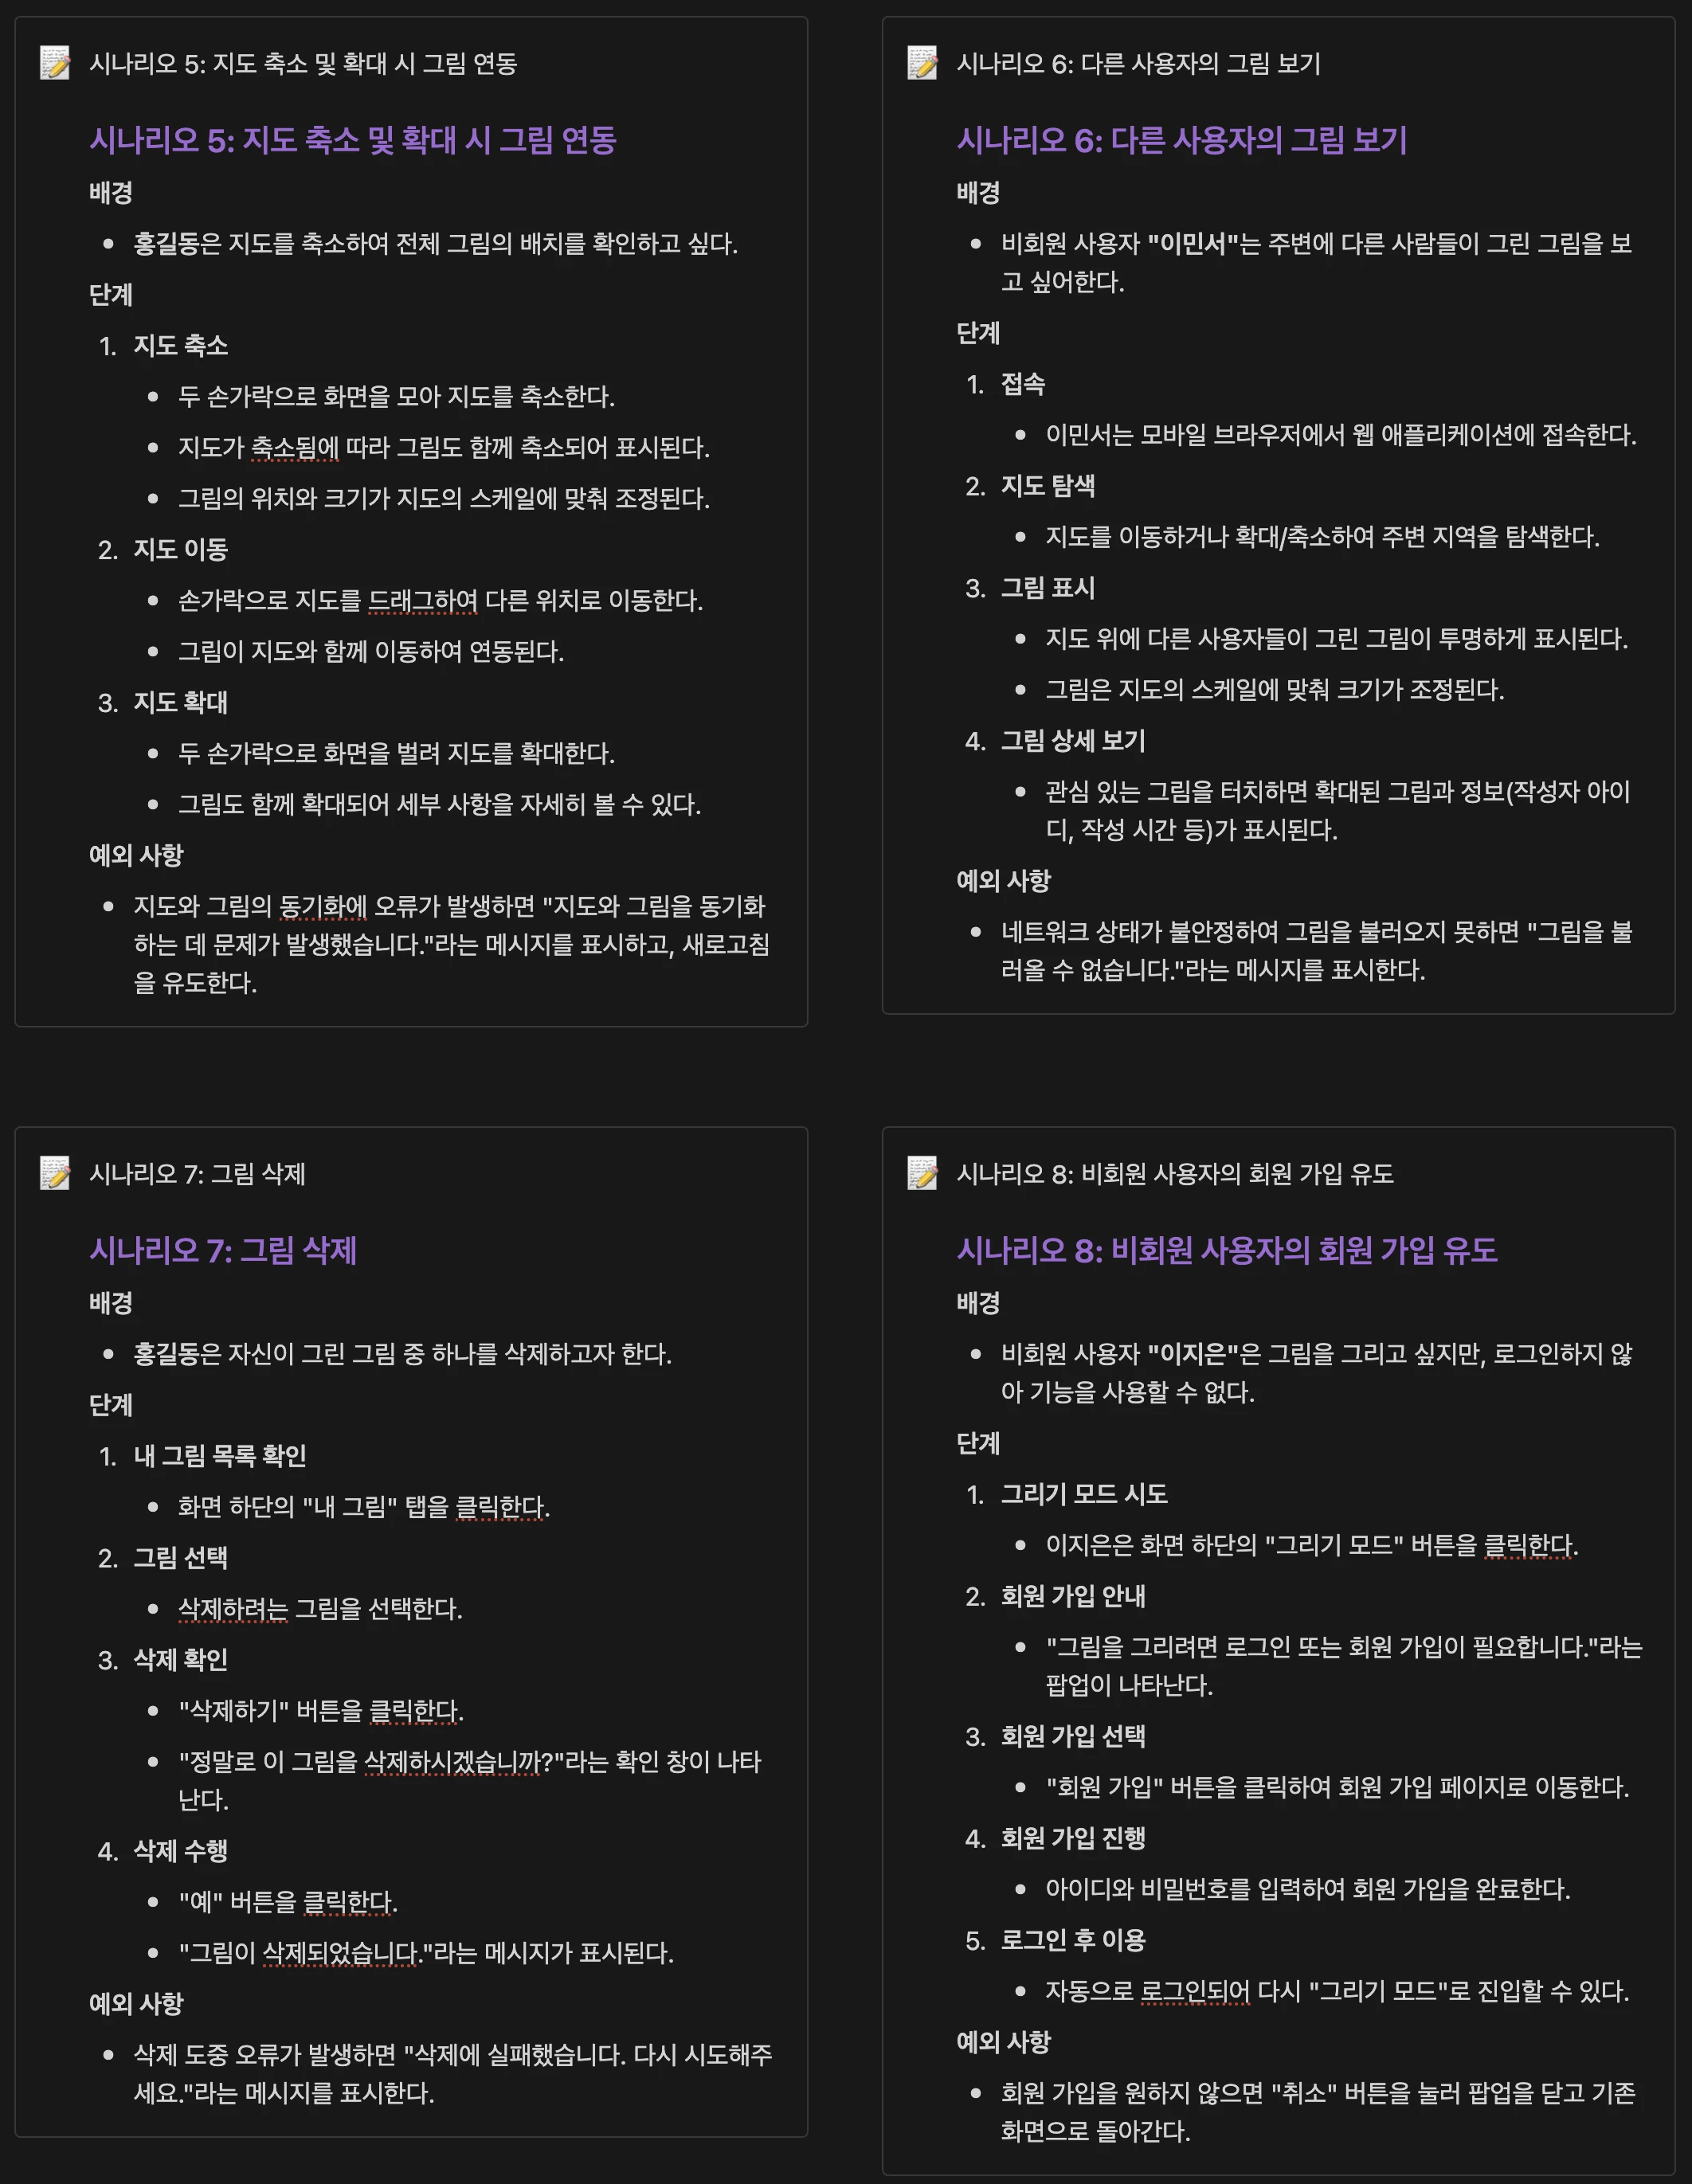 시나리오 5: 지도 축소 및 확대 시 그림 연동
시나리오 5: 지도 축소 및 확대 시 그림 연동
배경
• 홍길동은 지도를 축소하여 전체 그림의 배치를 확인하고 싶다.
단계
1. 지도 축소
• 두 손가락으로 화면을 모아 지도를 축소한다.
• 지도가 축소됨에 따라 그림도 함께 축소되어 표시된다.
• 그림의 위치와 크기가 지도의 스케일에 맞춰 조정된다.
2. 지도 이동
• 손가락으로 지도를 드래그하여 다른 위치로 이동한다.
• 그림이 지도와 함께 이동하여 연동된다.
3. 지도 확대
• 두 손가락으로 화면을 벌려 지도를 확대한다.
• 그림도 함께 확대되어 세부 사항을 자세히 볼 수 있다.
예외 사항
• 지도와 그림의 동기화에 오류가 발생하면 "지도와 그림을 동기화
하는 데 문제가 발생했습니다."라는 메시지를 표시하고, 새로고침
을 유도한다.
시나리오 6: 다른 사용자의 그림 보기
시나리오 6: 다른 사용자의 그림 보기
배경
• 비회원 사용자 "이민서"는 주변에 다른 사람들이 그린 그림을 보
고 싶어한다.
단계
1. 접속
• 이민서는 모바일 브라우저에서 웹 애플리케이션에 접속한다.
2. 지도 탐색
• 지도를 이동하거나 확대/축소하여 주변 지역을 탐색한다.
3. 그림 표시
• 지도 위에 다른 사용자들이 그린 그림이 투명하게 표시된다.
• 그림은 지도의 스케일에 맞춰 크기가 조정된다.
4. 그림 상세 보기
• 관심 있는 그림을 터치하면 확대된 그림과 정보(작성자 아이
디, 작성 시간 등)가 표시된다.
예외 사항
• 네트워크 상태가 불안정하여 그림을 불러오지 못하면 "그림을 불
러올 수 없습니다."라는 메시지를 표시한다.
시나리오 7: 그림 삭제
시나리오 7: 그림 삭제
배경
• 홍길동은 자신이 그린 그림 중 하나를 삭제하고자 한다.
단계
1. 내 그림 목록 확인
• 화면 하단의 "내 그림" 탭을 클릭한다.
2. 그림 선택
• 삭제하려는 그림을 선택한다.
3. 삭제 확인
• "삭제하기" 버튼을 클릭한다.
• "정말로 이 그림을 삭제하시겠습니까?"라는 확인 창이 나타
난다.
4. 삭제 수행
• "예" 버튼을 클릭한다.
• "그림이 삭제되었습니다."라는 메시지가 표시된다.
예외 사항
• 삭제 도중 오류가 발생하면 "삭제에 실패했습니다. 다시 시도해주
세요."라는 메시지를 표시한다.
시나리오 8: 비회원 사용자의 회원 가입 유도
시나리오 8: 비회원 사용자의 회원 가입 유도
배경
• 비회원 사용자 "이지은"은 그림을 그리고 싶지만, 로그인하지 않
아 기능을 사용할 수 없다.
단계
1. 그리기 모드 시도
• 이지은은 화면 하단의 "그리기 모드" 버튼을 클릭한다.
2. 회원 가입 안내
• "그림을 그리려면 로그인 또는 회원 가입이 필요합니다."라는
팝업이 나타난다.
3. 회원 가입 선택
• "회원 가입" 버튼을 클릭하여 회원 가입 페이지로 이동한다.
4. 회원 가입 진행
• 아이디와 비밀번호를 입력하여 회원 가입을 완료한다.
5. 로그인 후 이용
• 자동으로 로그인되어 다시 "그리기 모드"로 진입할 수 있다.
예외 사항
• 회원 가입을 원하지 않으면 "취소" 버튼을 눌러 팝업을 닫고 기존
화면으로 돌아간다.